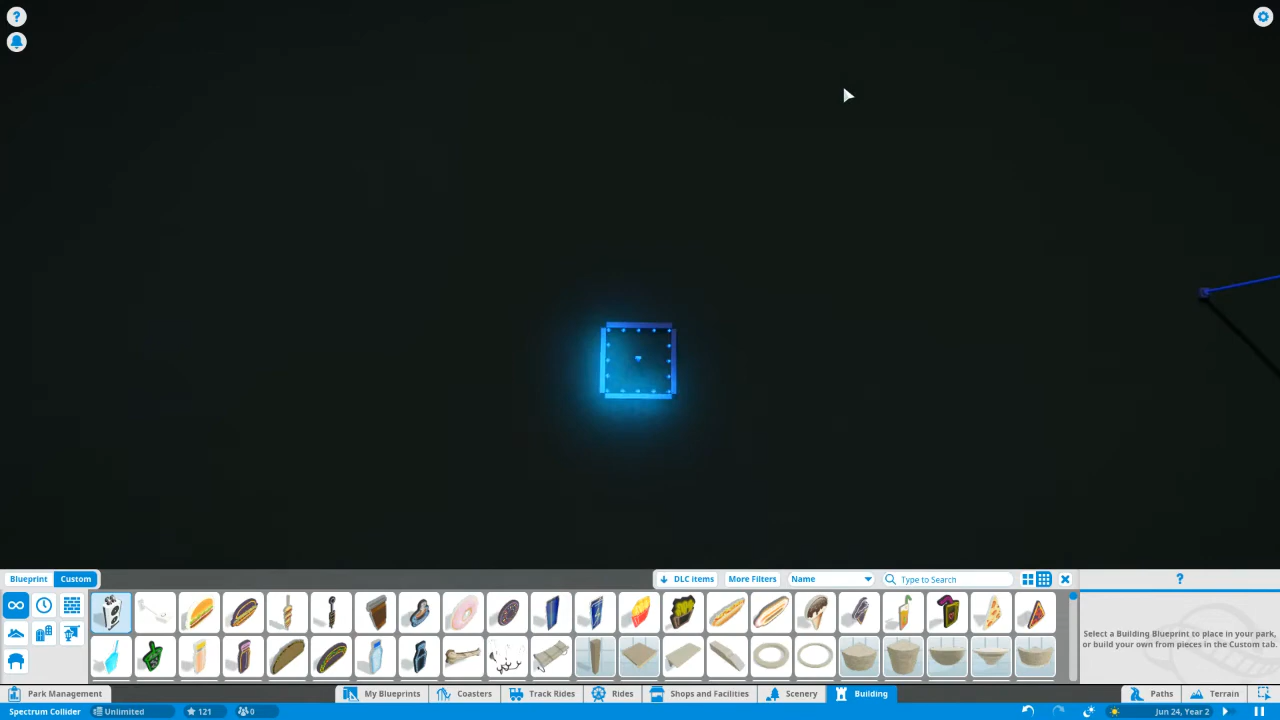 ?
Blueprint
Custom
DLC items
More Filters
Name
Type to Search
?
Select a Building Blueprint to place in your park,
or build your own from pieces in the Custom tab.
Park Management
My Blueprints
Coasters
Track Rides
Rides
Shops and Facilities
Scenery
Building
Paths
Terrain
Spectrum Collider
Unlimited
121
0
Jun 24, Year 2